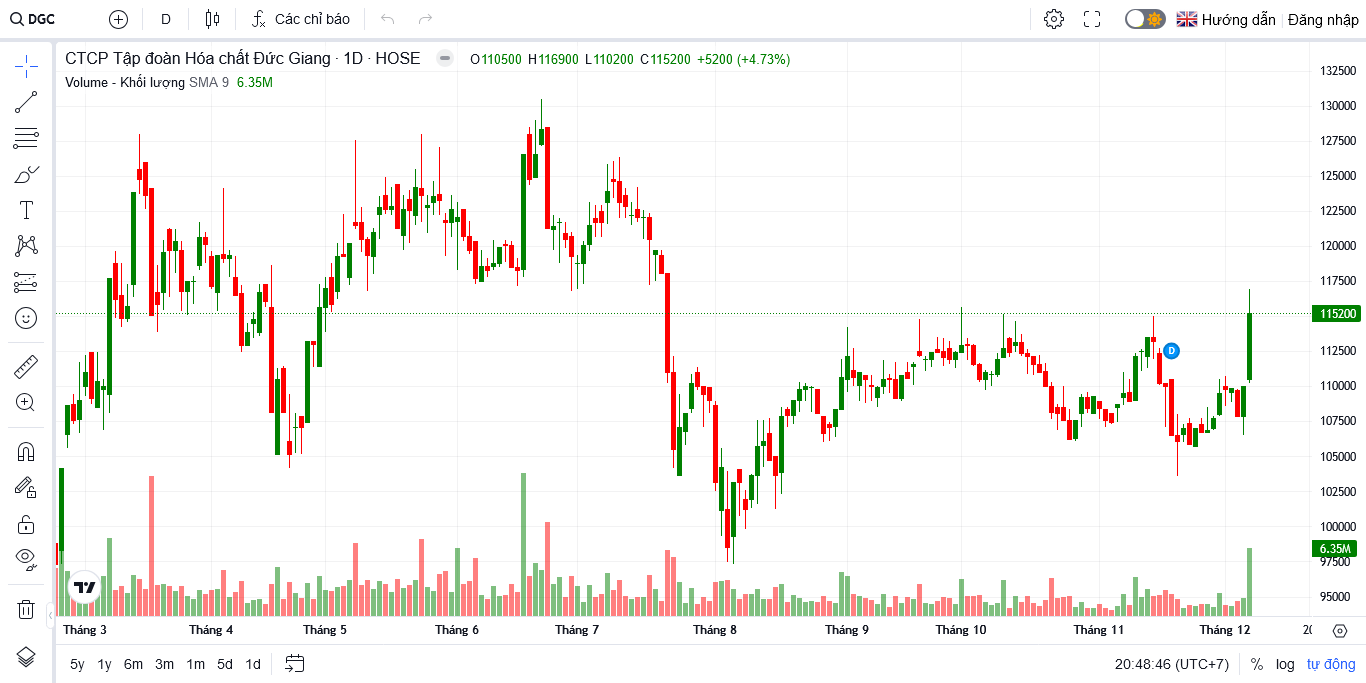 DGC
D
Các chỉ báo
Hướng dẫn
Đăng nhập
CTCP Tập đoàn Hóa chất Đức Giang · 1D · HOSE
O110500 H116900 L110200 C115200 +5200 (+4.73%)
Volume - Khối lượng SMA 9 6.35M
132500
130000
127500
125000
122500
120000
117500
115200
112500
110000
107500
105000
102500
100000
6.35M
97500
95000
D
Tháng 3 Tháng 4 Tháng 5 Tháng 6 Tháng 7 Tháng 8 Tháng 9 Tháng 10 Tháng 11 Tháng 12
5y 1y 6m 3m 1m 5d 1d
20:48:46 (UTC+7) % log tự động